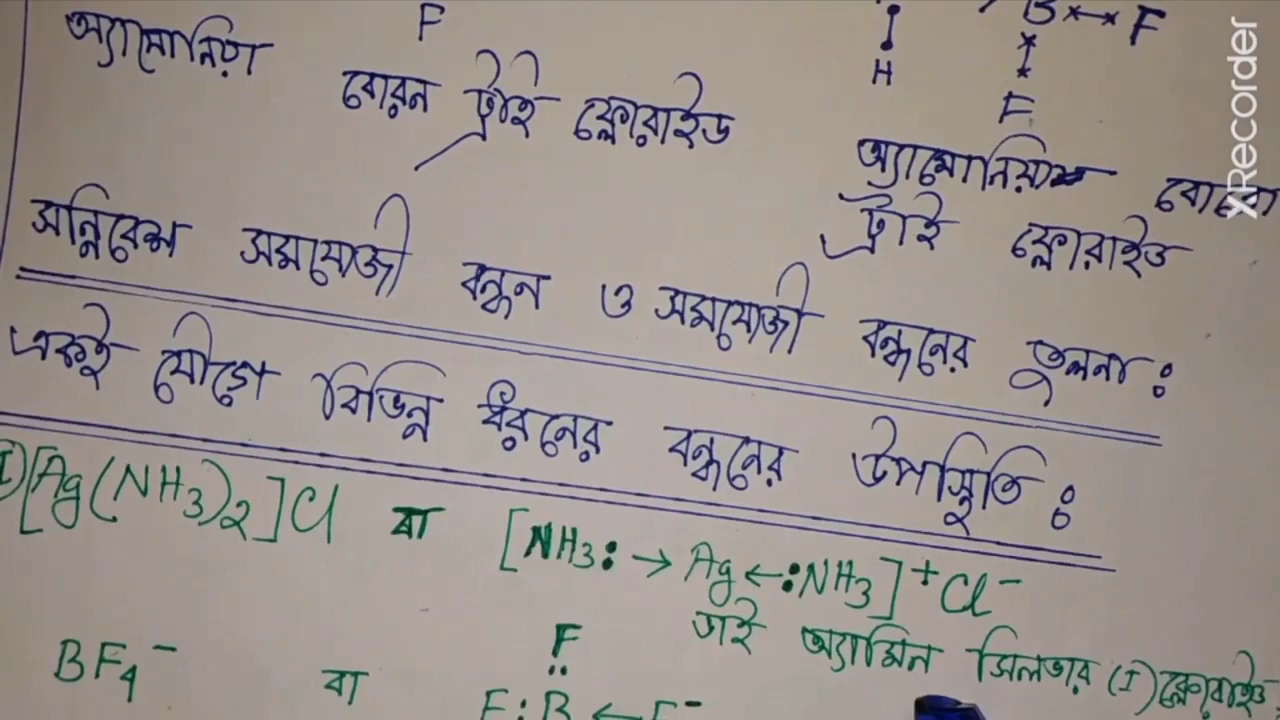 F
B F
H
F
অ্যামোনিয়া
বোরন ট্রাই ফ্লোরাইড
অ্যামোনিয়াম বোরো
ট্রাই ফ্লোরাইড
সন্নিবেশ সমযোজী বন্ধন ও সমযোজী বন্ধনের তুলনা :
একই যৌগে বিভিন্ন ধরনের বন্ধনের উপস্থিতি :
I) [Ag(NH₃)₂]Cl বা [NH₃: → Ag ←:NH₃]⁺ Cl⁻
ডাই অ্যামিন সিলভার (I) ক্লোরাইড
BF₄⁻ বা
F
F : B ← F⁻
XRecorder